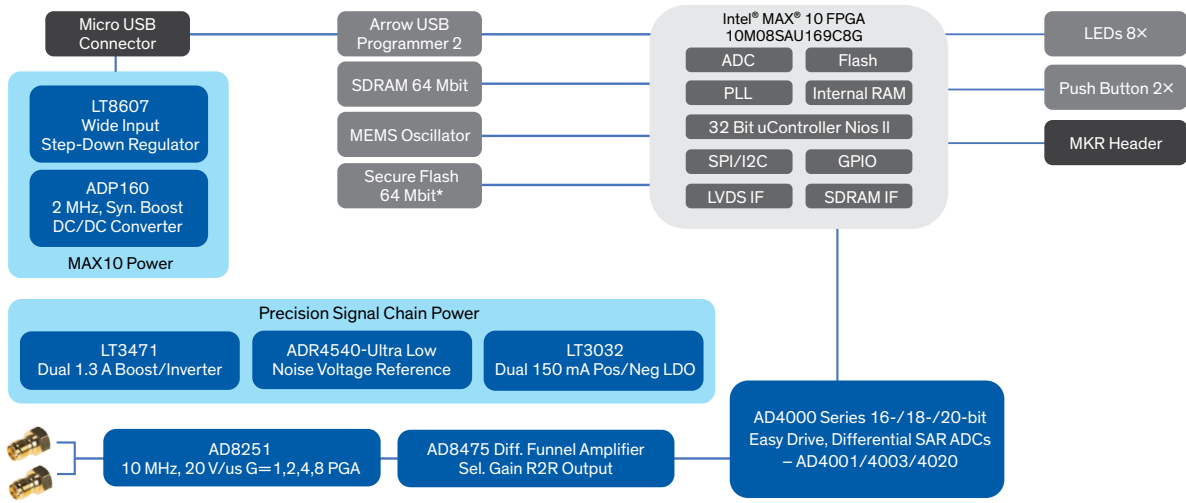 Micro USB
Connector
Arrow USB
Programmer 2
Intel® MAX® 10 FPGA
10M08SAU169C8G
LEDs 8×
ADC
Flash
SDRAM 64 Mbit
PLL
Internal RAM
Push Button 2×
LT8607
Wide Input
Step-Down Regulator
MEMS Oscillator
32 Bit uController Nios II
MKR Header
Secure Flash
64 Mbit*
SPI/I2C
GPIO
LVDS IF
SDRAM IF
ADP160
2 MHz, Syn. Boost
DC/DC Converter
MAX10 Power
Precision Signal Chain Power
LT3471
Dual 1.3 A Boost/Inverter
ADR4540-Ultra Low
Noise Voltage Reference
LT3032
Dual 150 mA Pos/Neg LDO
AD8251
10 MHz, 20 V/us G=1,2,4,8 PGA
AD8475 Diff. Funnel Amplifier
Sel. Gain R2R Output
AD4000 Series 16-/18-/20-bit
Easy Drive, Differential SAR ADCs
– AD4001/4003/4020